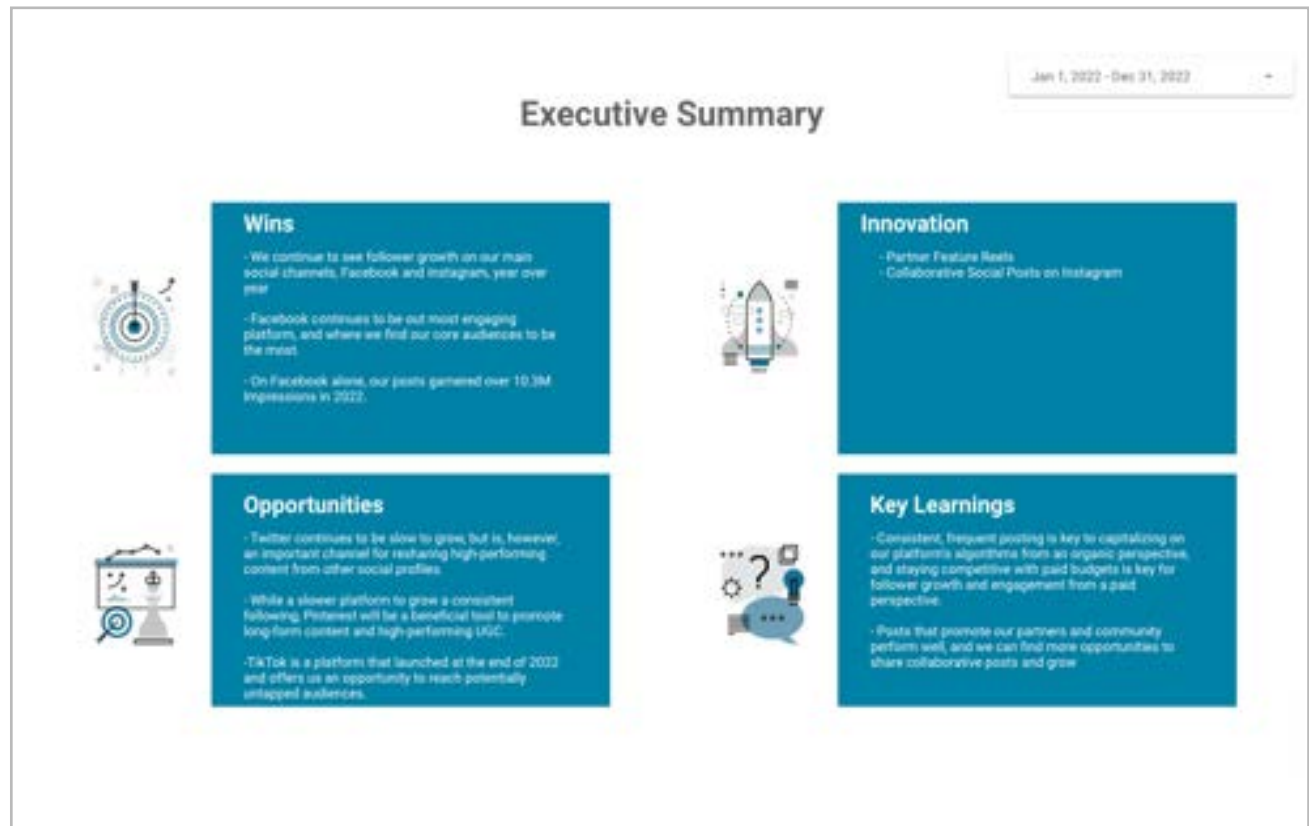 Jan 1, 2022 - Dec 31, 2022
Executive Summary
Wins
- We continue to see follower growth on our main
social channels, Facebook and Instagram, year over
year
- Facebook continues to be out most engaging
platform, and where we find our core audiences to be
the most.
- On Facebook alone, our posts garnered over 10.3M
Impressions in 2022.
Innovation
- Partner Feature Reels
- Collaborative Social Posts on Instagram
Opportunities
- Twitter continues to be slow to grow, but is, however,
an important channel for resharing high-performing
content from other social profiles.
- While a slower platform to grow a consistent
following, Pinterest will be a beneficial tool to promote
long-form content and high-performing UGC.
-TikTok is a platform that launched at the end of 2022
and offers us an opportunity to reach potentially
untapped audiences.
Key Learnings
- Consistent, frequent posting is key to capitalizing on
our platform's algorithms from an organic perspective,
and staying competitive with paid budgets is key for
follower growth and engagement from a paid
perspective.
- Posts that promote our partners and community
perform well, and we can find more opportunities to
share collaborative posts and grow